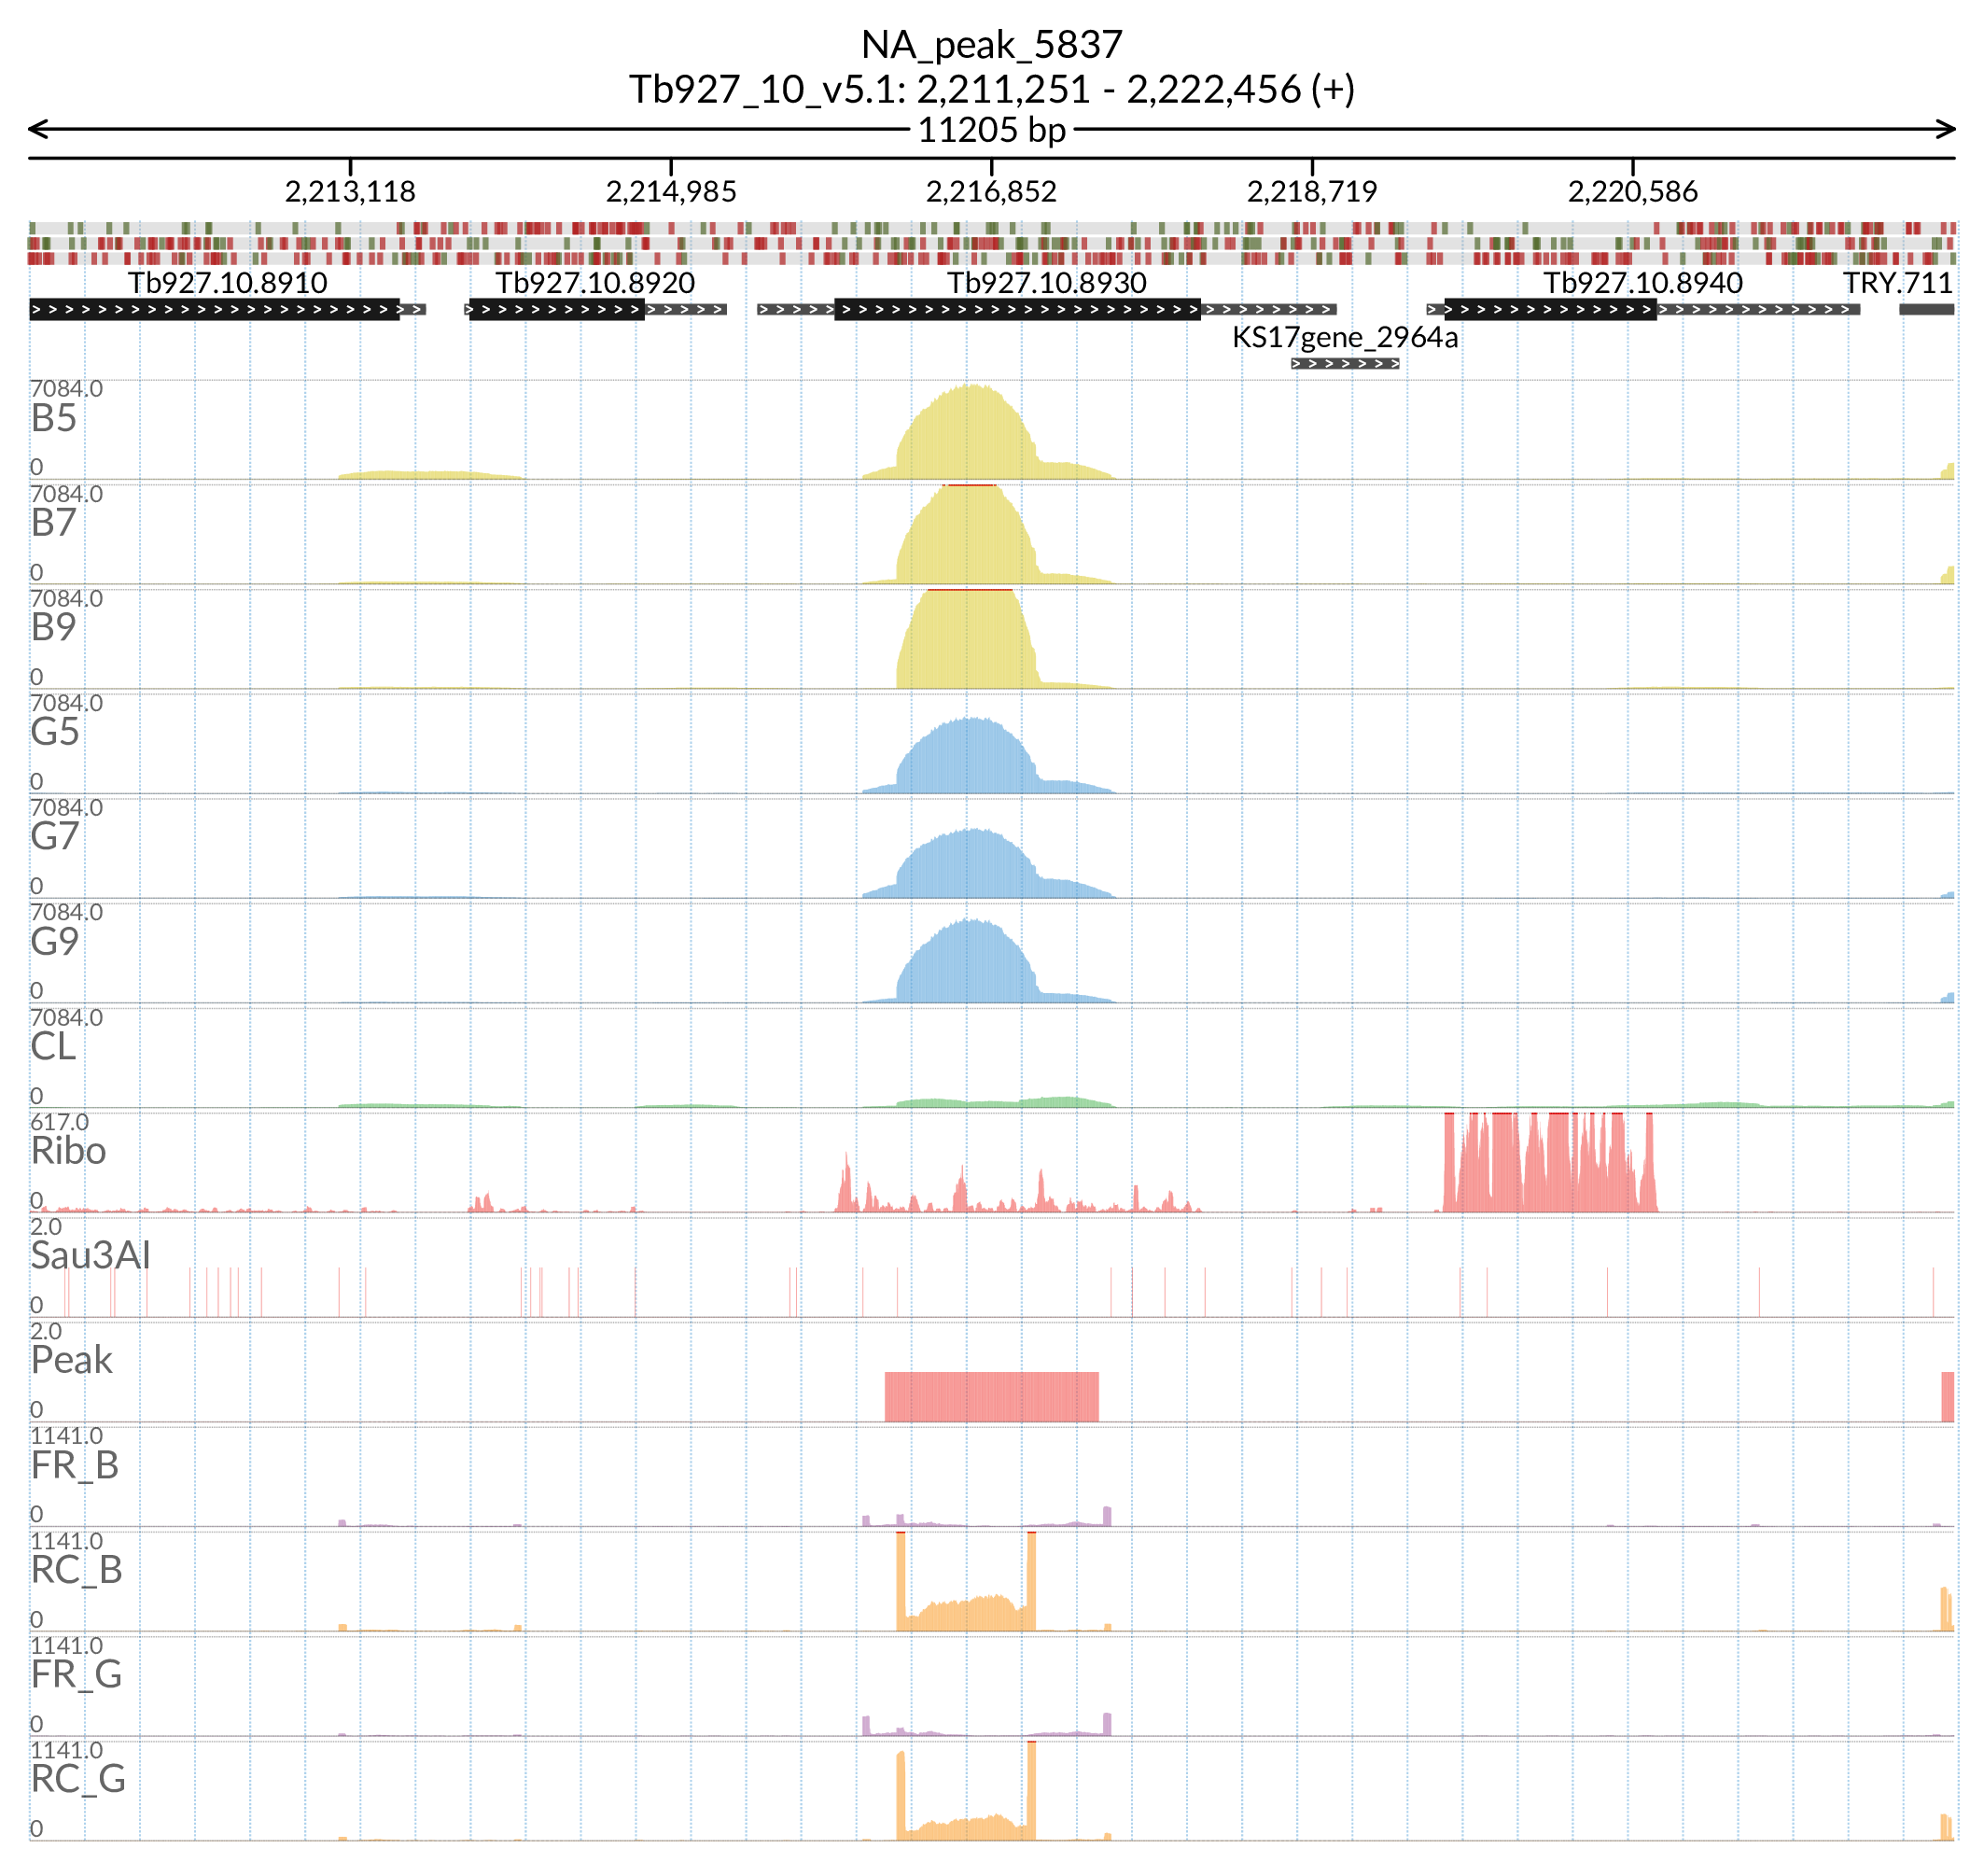 NA_peak_5837
Tb927_10_v5.1: 2,211,251 - 2,222,456 (+)
11205 bp
2,213,118 2,214,985 2,216,852 2,218,719 2,220,586
Tb927.10.8910 Tb927.10.8920 Tb927.10.8930 Tb927.10.8940 TRY.711
KS17gene_2964a
7084.0
B5
0
7084.0
B7
0
7084.0
B9
0
7084.0
G5
0
7084.0
G7
0
7084.0
G9
0
7084.0
CL
0
617.0
Ribo
0
2.0
Sau3AI
0
2.0
Peak
0
1141.0
FR_B
0
1141.0
RC_B
0
1141.0
FR_G
0
1141.0
RC_G
0